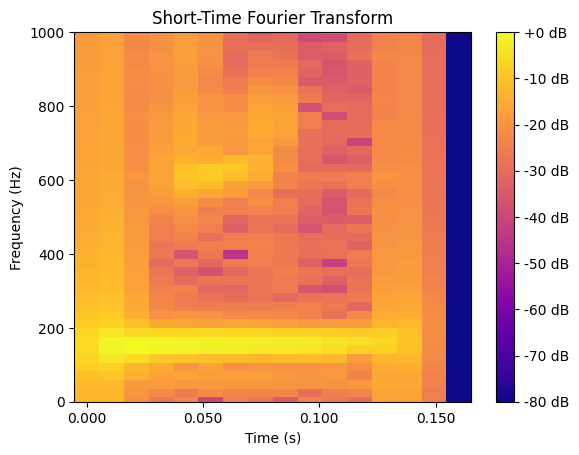 Short-Time Fourier Transform
1000
800
600
400
200
0
Frequency (Hz)
0.000
0.050
0.100
0.150
Time (s)
+0 dB
-10 dB
-20 dB
-30 dB
-40 dB
-50 dB
-60 dB
-70 dB
-80 dB